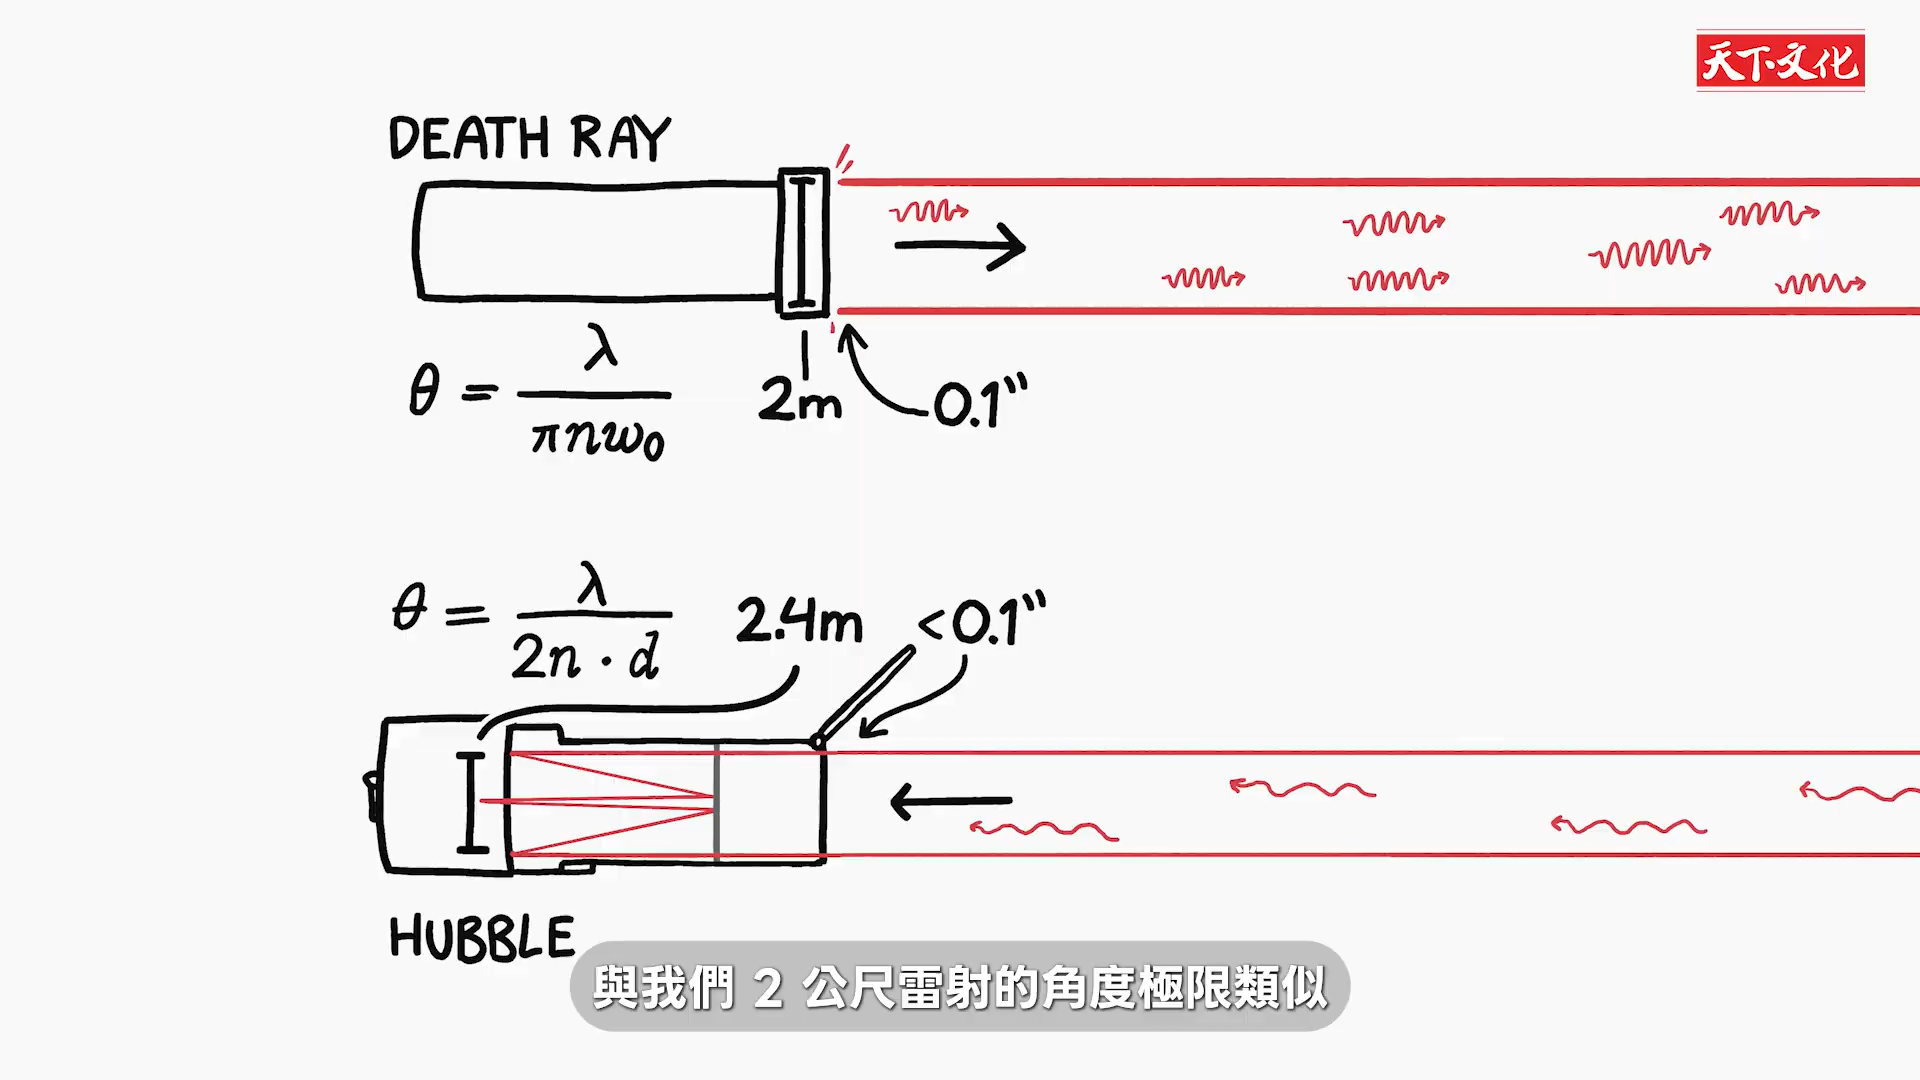 天下文化
DEATH RAY
θ = λ / πnw₀
2m
0.1"
θ = λ / 2n · d
2.4m
<0.1"
HUBBLE
與我們 2 公尺雷射的角度極限類似